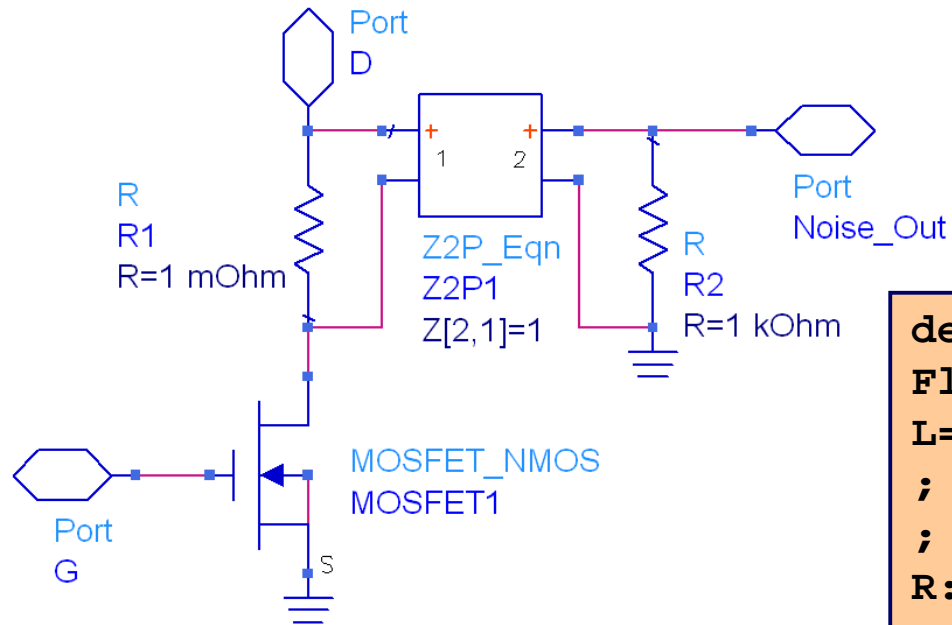 Port
D
+
+
1
2
R
R1
R=1 mOhm
Z2P_Eqn
Z2P1
Z[2,1]=1
R
R2
R=1 kOhm
Port
Noise_Out
MOSFET_NMOS
MOSFET1
S
Port
G
de
L=
;
;
R: